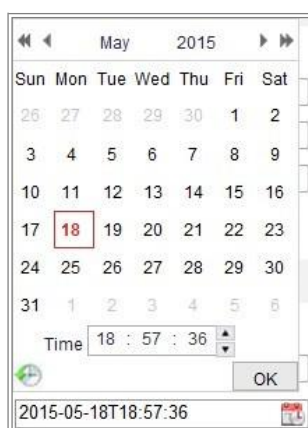 May 2015
Sun Mon Tue Wed Thu Fri Sat
26 27 28 29 30 1 2
3 4 5 6 7 8 9
10 11 12 13 14 15 16
17 18 19 20 21 22 23
24 25 26 27 28 29 30
31 1 2 3 4 5 6
Time 18 : 57 : 36
OK
2015-05-18T18:57:36